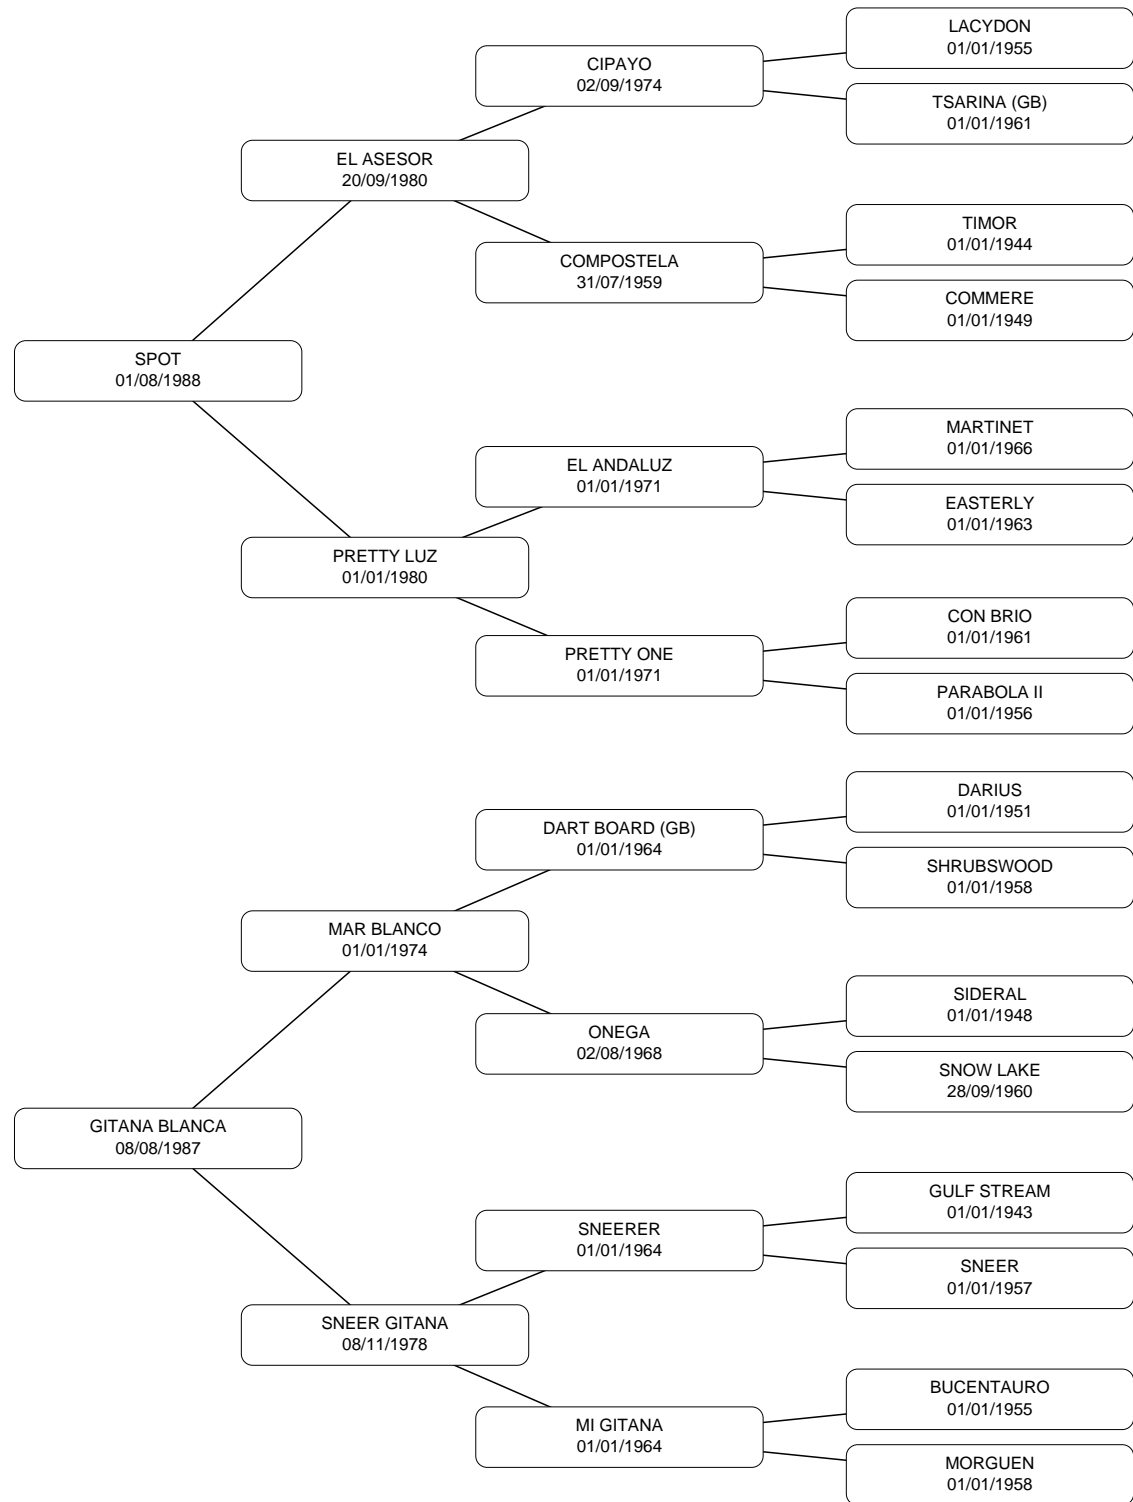 LACYDON
01/01/1955
CIPAYO
02/09/1974
TSARINA (GB)
01/01/1961
EL ASESOR
20/09/1980
TIMOR
01/01/1944
COMPOSTELA
31/07/1959
COMMERE
01/01/1949
SPOT
01/08/1988
MARTINET
01/01/1966
EL ANDALUZ
01/01/1971
EASTERLY
01/01/1963
PRETTY LUZ
01/01/1980
CON BRIO
01/01/1961
PRETTY ONE
01/01/1971
PARABOLA II
01/01/1956
DARIUS
01/01/1951
DART BOARD (GB)
01/01/1964
SHRUBSWOOD
01/01/1958
MAR BLANCO
01/01/1974
SIDERAL
01/01/1948
ONEGA
02/08/1968
SNOW LAKE
28/09/1960
GITANA BLANCA
08/08/1987
GULF STREAM
01/01/1943
SNEERER
01/01/1964
SNEER
01/01/1957
SNEER GITANA
08/11/1978
BUCENTAURO
01/01/1955
MI GITANA
01/01/1964
MORGUEN
01/01/1958